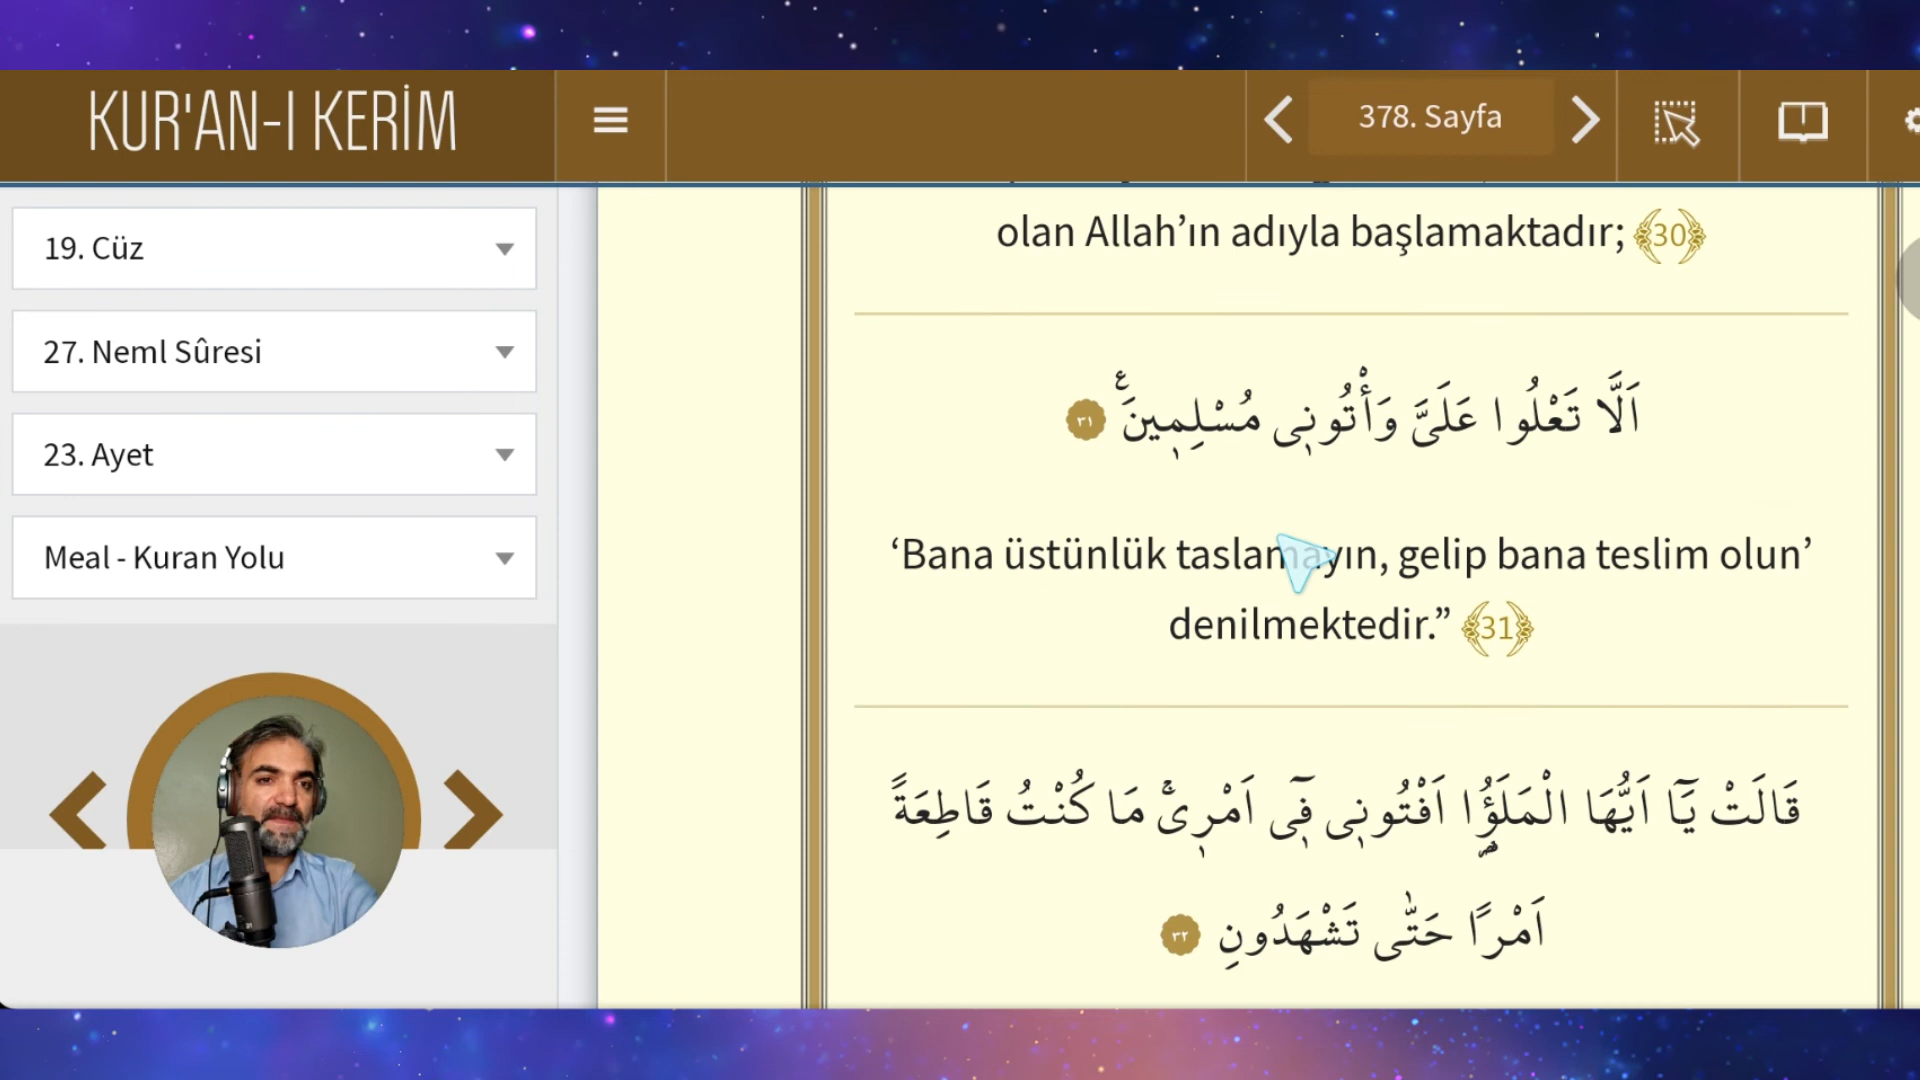 KUR'AN-I KERİM
378. Sayfa
19. Cüz
27. Neml Sûresi
23. Ayet
Meal - Kuran Yolu
olan Allah’ın adıyla başlamaktadır; 30
اَلَّا تَعْلُوا عَلَيَّ وَأْتُون۪ي مُسْلِم۪ينَ۟ ٣١
‘Bana üstünlük taslamayın, gelip bana teslim olun’
denilmektedir.” 31
قَالَتْ يَٓا اَيُّهَا الْمَلَؤُ۬ا اَفْتُون۪ي ف۪ٓي اَمْر۪يۚ مَا كُنْتُ قَاطِعَةً
اَمْرًا حَتّٰى تَشْهَدُونِ ٣٢